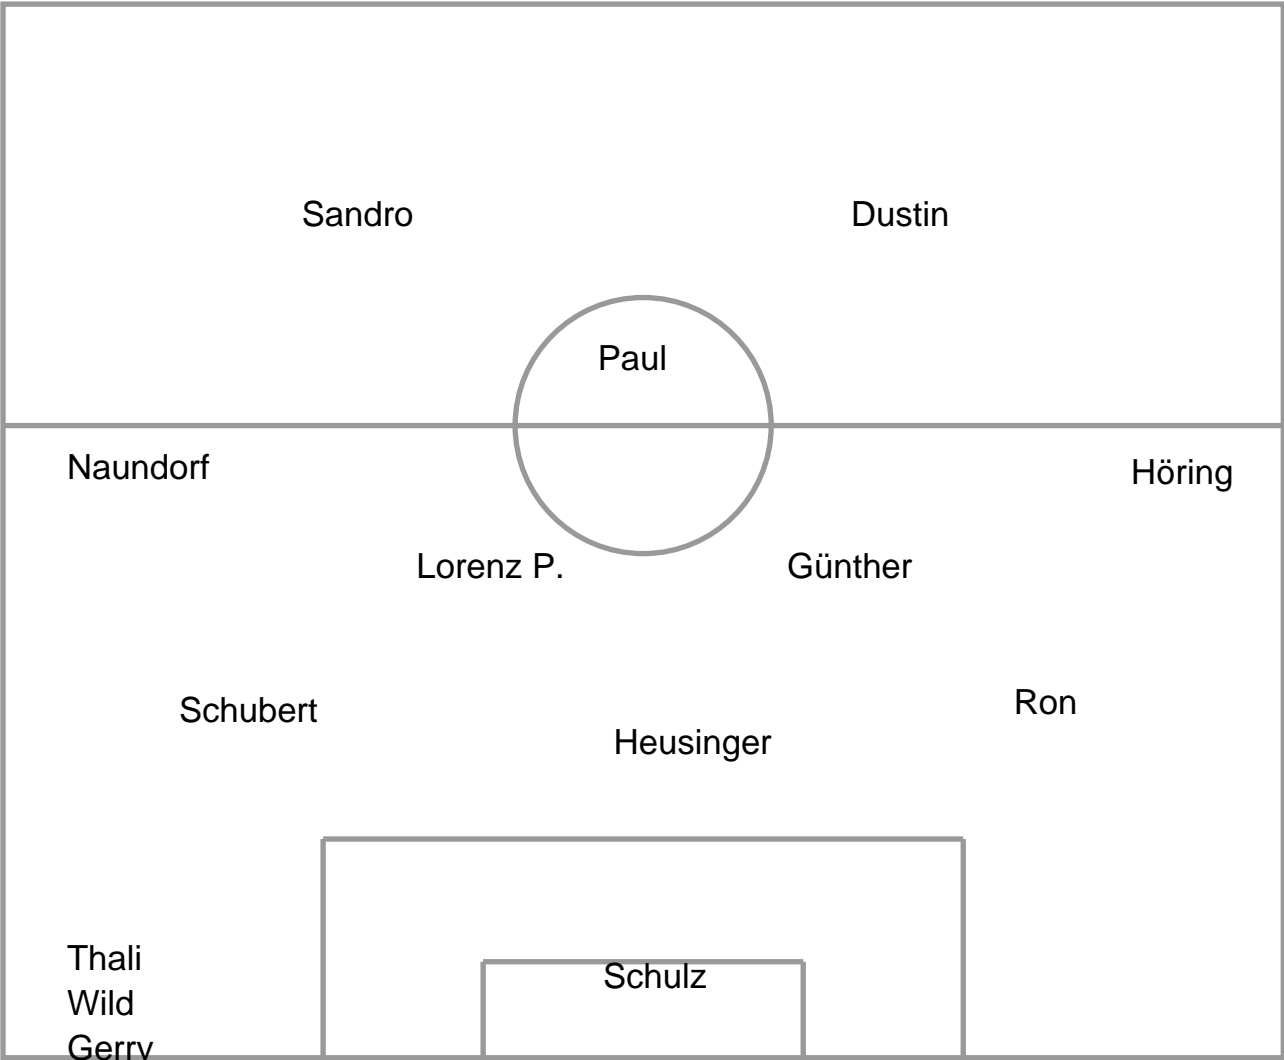 Sandro
Dustin
Paul
Naundorf
Höring
Lorenz P.
Günther
Schubert
Ron
Heusinger
Thali
Schulz
Wild
Gerry